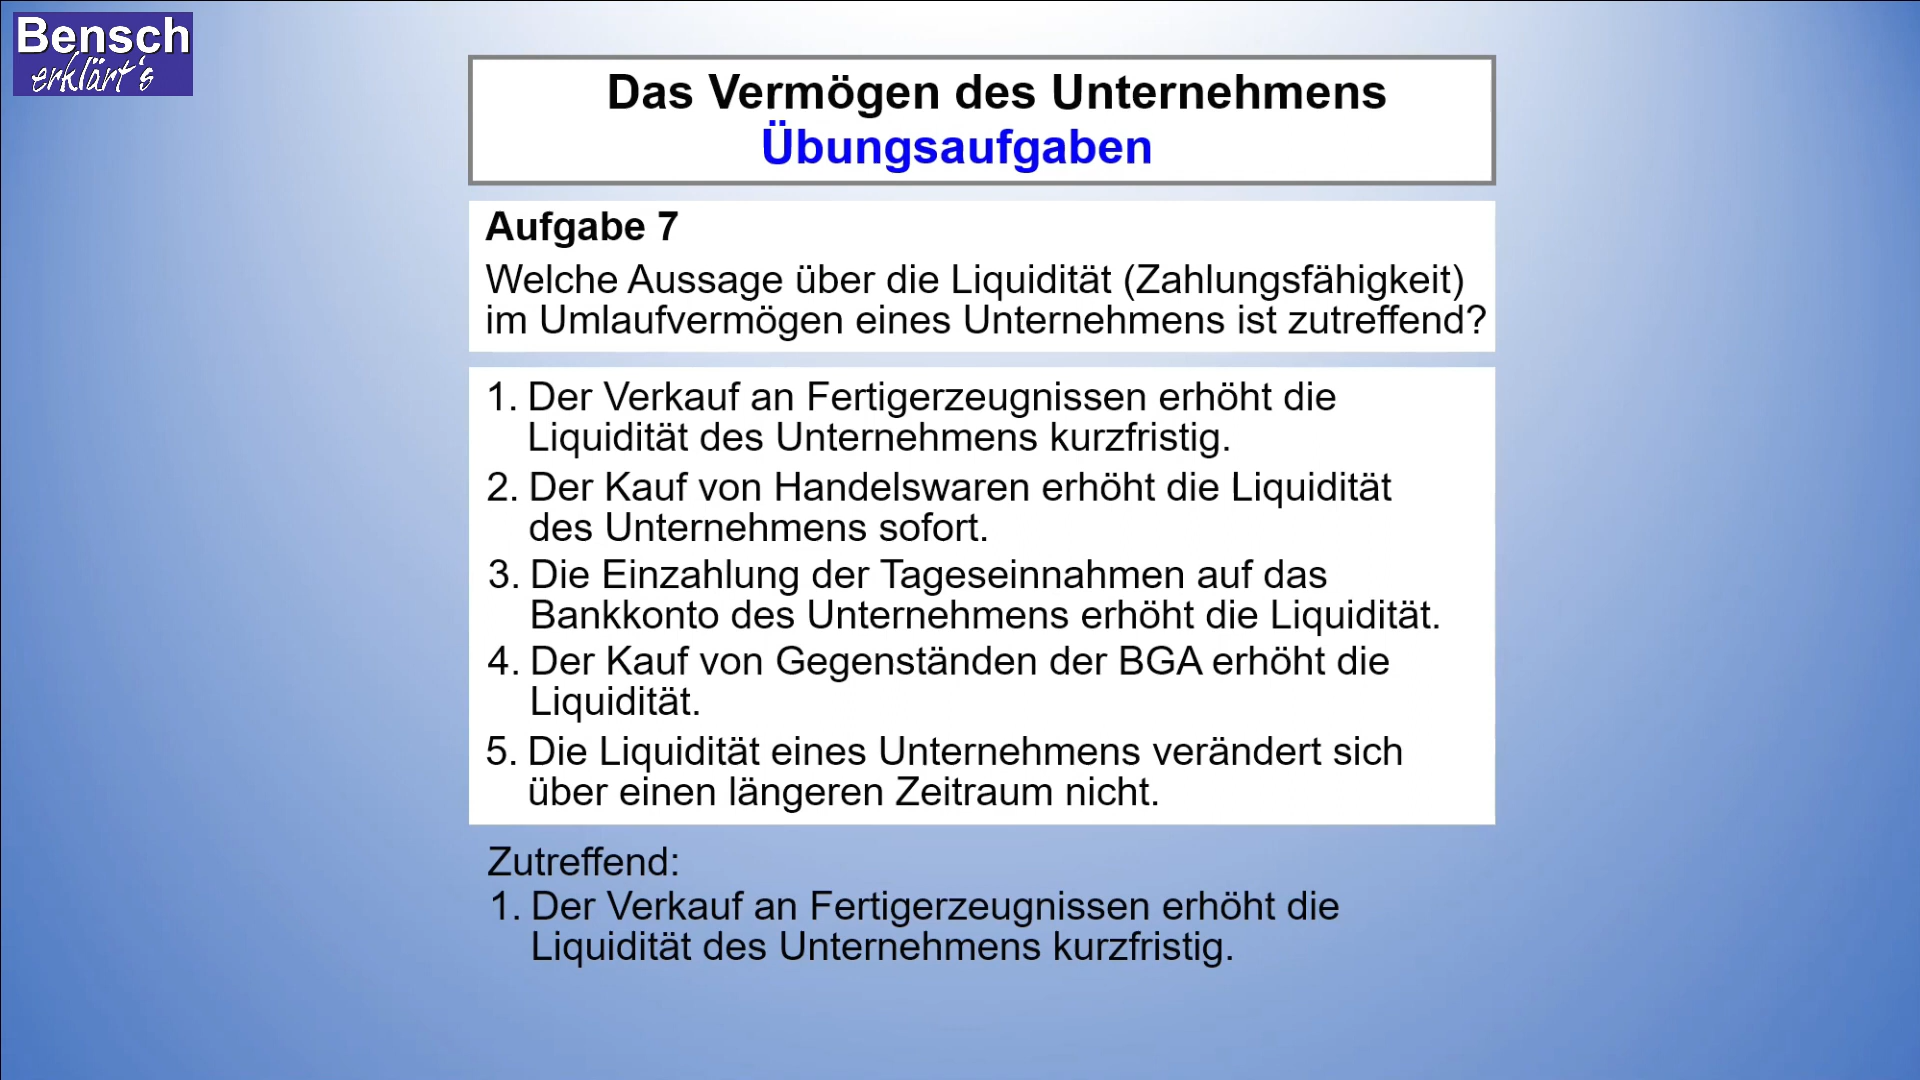 Bensch
erklärt's
Das Vermögen des Unternehmens
Übungsaufgaben
Aufgabe 7
Welche Aussage über die Liquidität (Zahlungsfähigkeit)
im Umlaufvermögen eines Unternehmens ist zutreffend?
1. Der Verkauf an Fertigerzeugnissen erhöht die
Liquidität des Unternehmens kurzfristig.
2. Der Kauf von Handelswaren erhöht die Liquidität
des Unternehmens sofort.
3. Die Einzahlung der Tageseinnahmen auf das
Bankkonto des Unternehmens erhöht die Liquidität.
4. Der Kauf von Gegenständen der BGA erhöht die
Liquidität.
5. Die Liquidität eines Unternehmens verändert sich
über einen längeren Zeitraum nicht.
Zutreffend:
1. Der Verkauf an Fertigerzeugnissen erhöht die
Liquidität des Unternehmens kurzfristig.